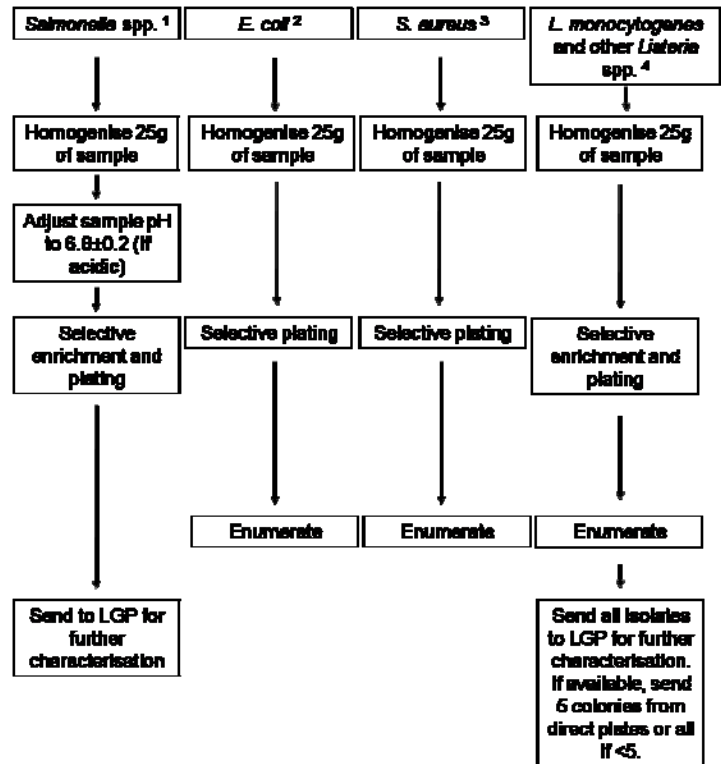 Salmonella spp. 1
Homogenise 25g
of sample
Adjust sample pH
to (if
acidic)
Selective
enrichment and
plating
Send to LGP for
further
characterisation
E. coli 2
Homogenise 25g
of sample
Selective plating
Enumerate
S. aureus 3
Homogenise 25g
of sample
Selective plating
Enumerate
L. monocytogenes
and other Listeria
spp. 4
Homogenise 25g
of sample
Selective
enrichment and
plating
Enumerate
Send all isolates
to LGP for further
characterisation.
If available, send
5 colonies from
direct plates or all
if <5.